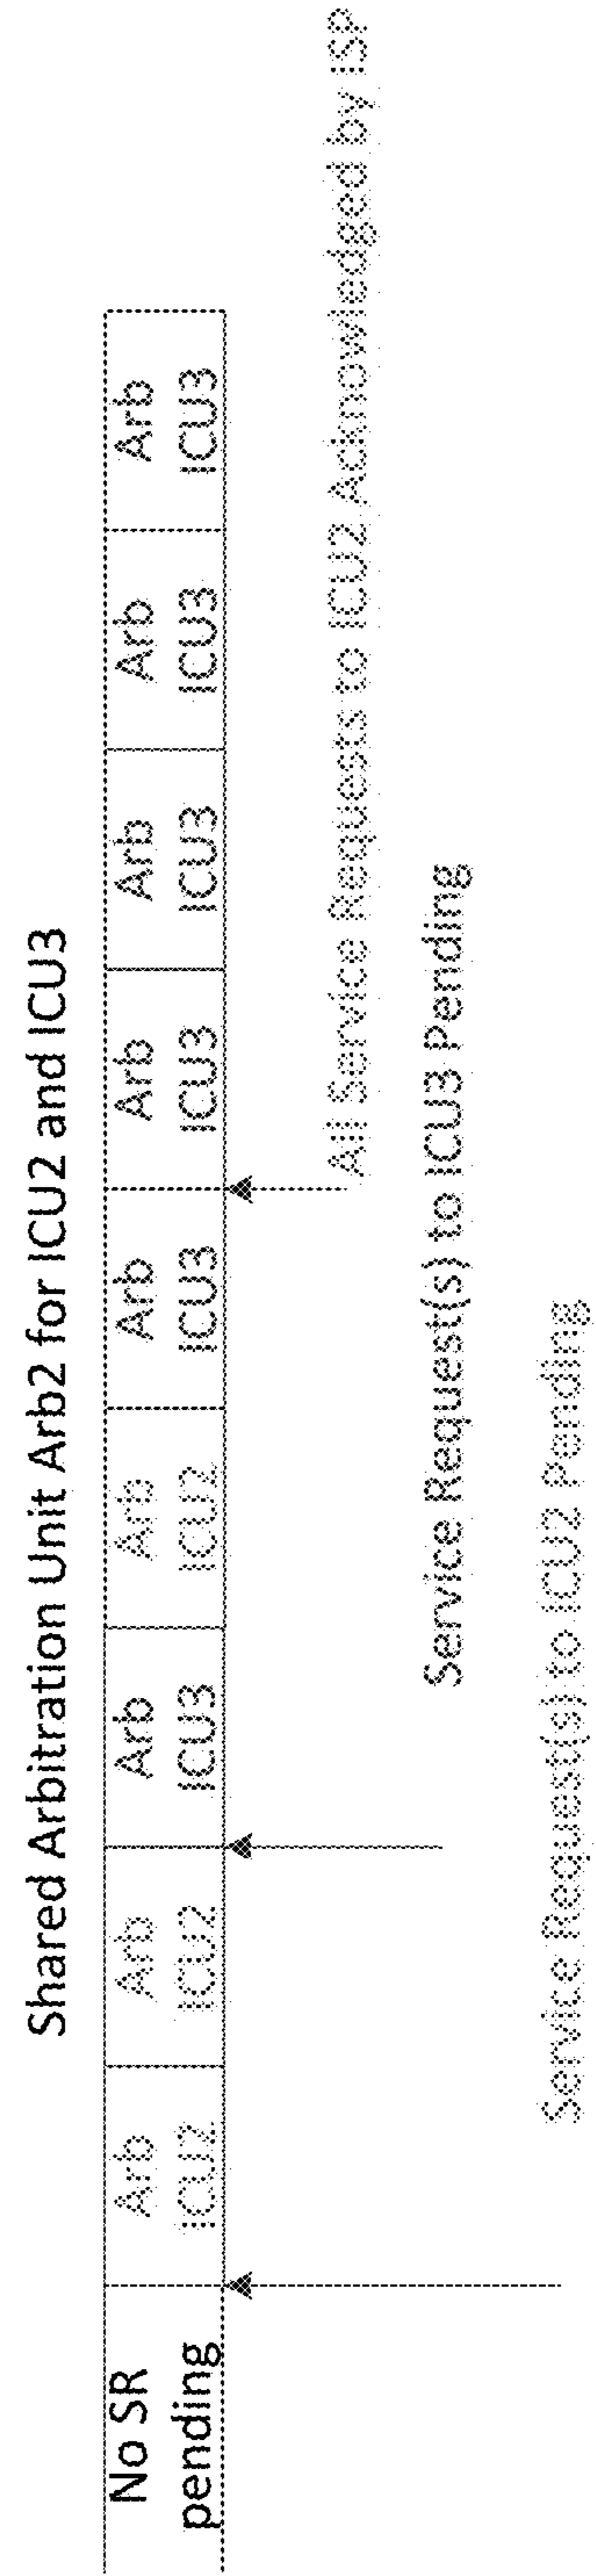 Shared Arbitration Unit Arb2 for ICU2 and ICU3
No SR
pending
Arb
ICU2
Arb
ICU2
Arb
ICU3
Arb
ICU2
Arb
ICU3
Arb
ICU3
Arb
ICU3
Arb
ICU3
Arb
ICU3
All Service Requests to ICU2 Acknowledged by ISP
Service Request(s) to ICU3 Pending
Service Request(s) to ICU2 Pending